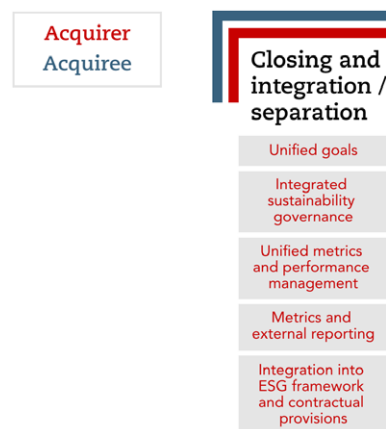 Acquirer
Acquiree
Closing and
integration /
separation
Unified goals
Integrated
sustainability
governance
Unified metrics
and performance
management
Metrics and
external reporting
Integration into
ESG framework
and contractual
provisions